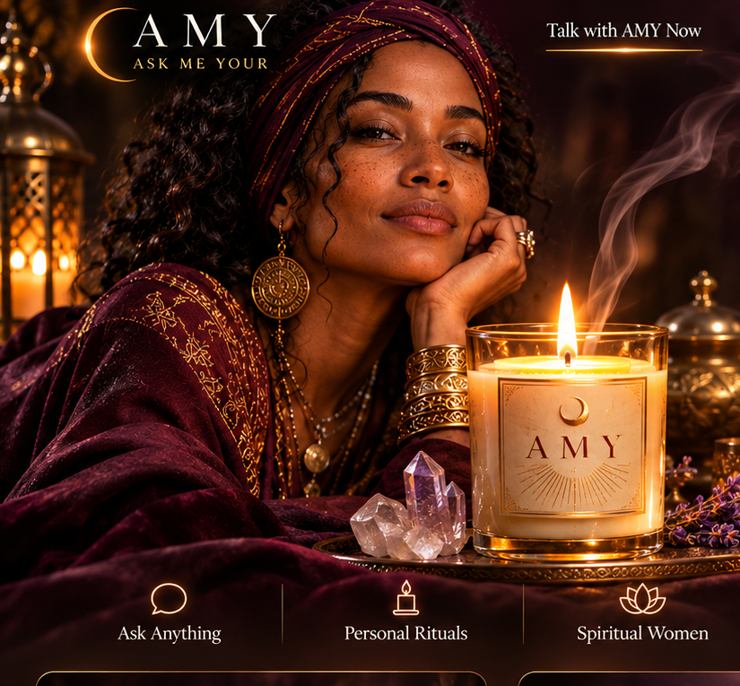 AMY
ASK ME YOUR
Talk with AMY Now
AMY
Ask Anything
Personal Rituals
Spiritual Women